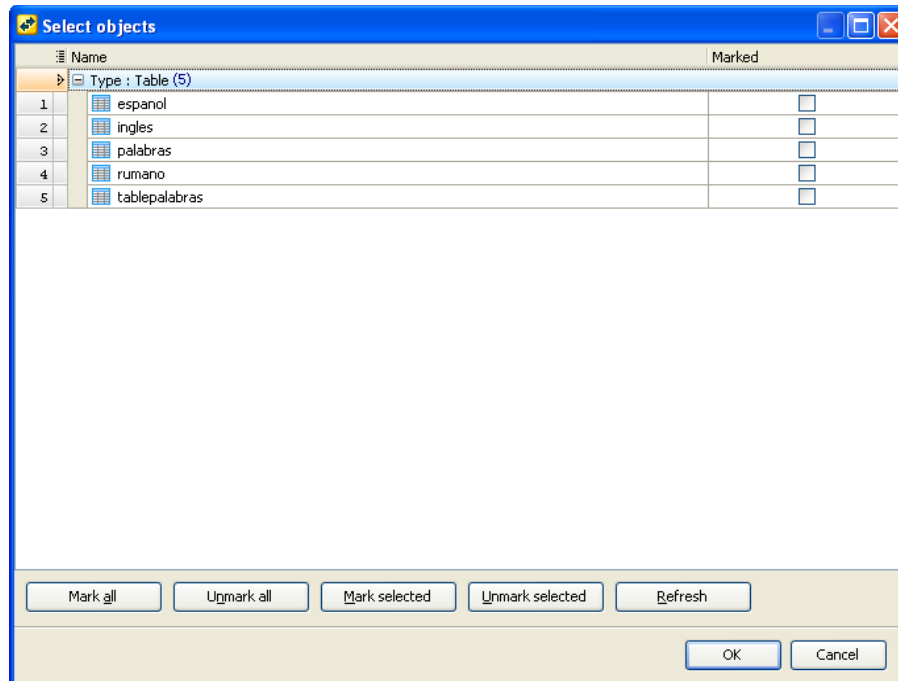 Select objects
Name Marked
Type : Table (5)
1 espanol
2 ingles
3 palabras
4 rumano
5 tablepalabras
Mark all Unmark all Mark selected Unmark selected Refresh
OK Cancel